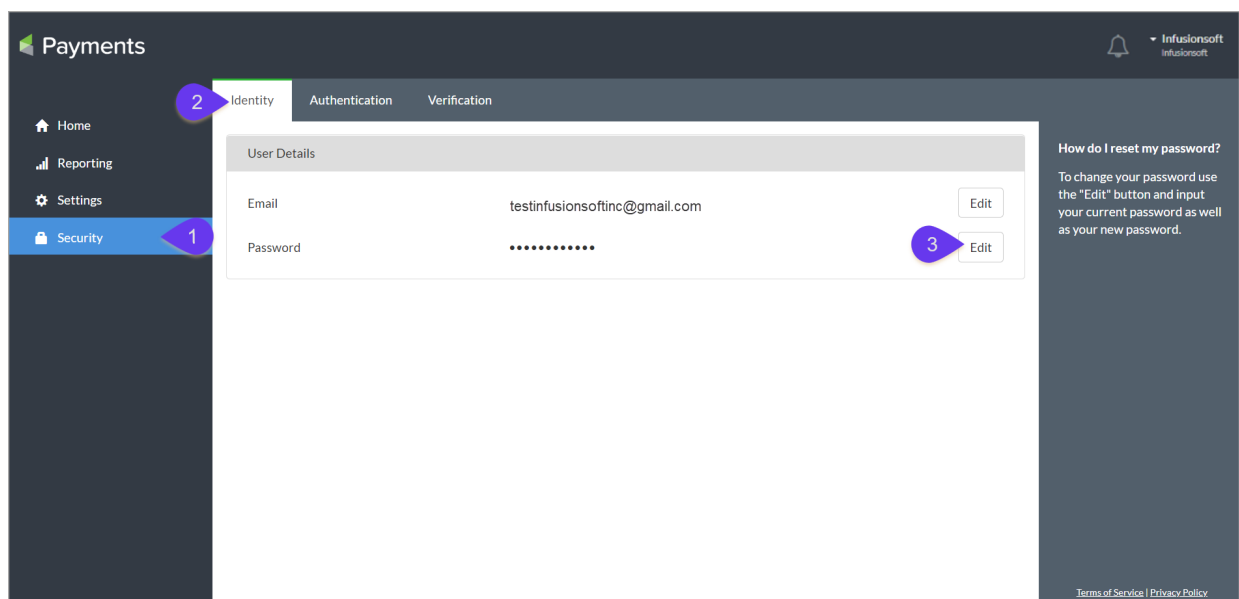 Payments
Infusionsoft
Infusionsoft
Home
Reporting
Settings
Security
1
2
Identity
Authentication
Verification
User Details
Email
testinfusionsoftinc@gmail.com
Edit
Password
••••••••••••
3
Edit
How do I reset my password?
To change your password use
the "Edit" button and input
your current password as well
as your new password.
Terms of Service | Privacy Policy